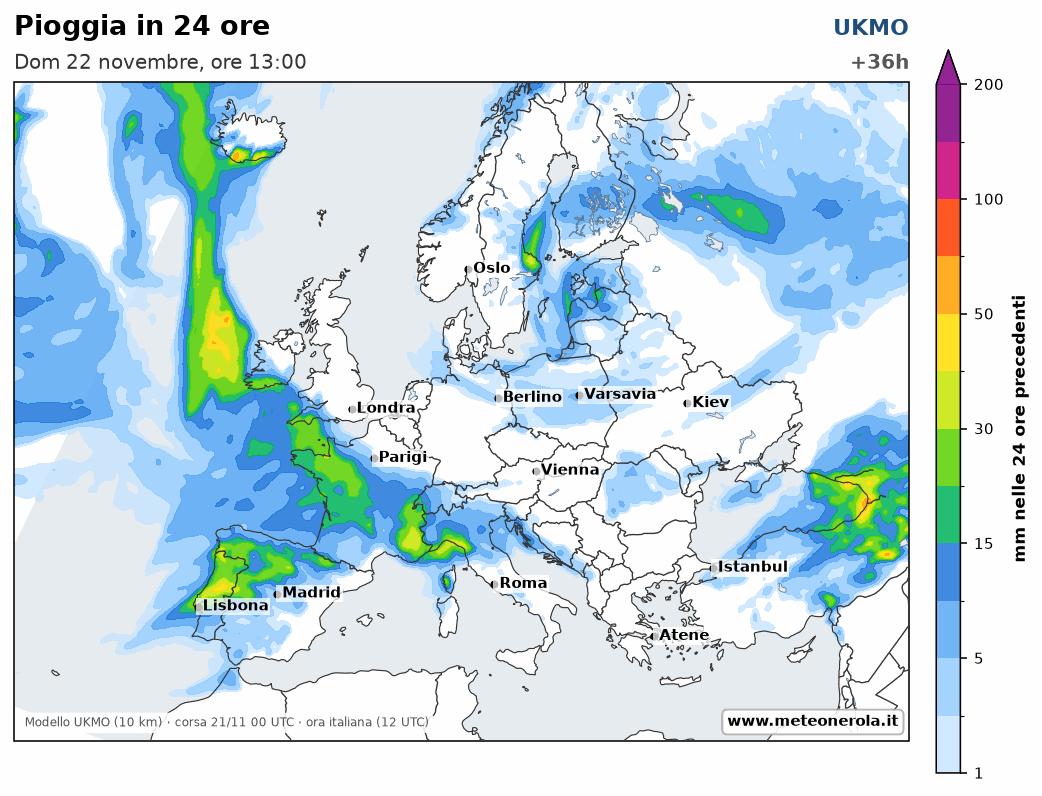 Pioggia in 24 ore
UKMO
Dom 22 novembre, ore 13:00
+36h
200
100
50
30
15
5
1
mm nelle 24 ore precedenti
Oslo
Berlino
Varsavia
Kiev
Londra
Parigi
Vienna
Istanbul
Roma
Madrid
Lisbona
Atene
Modello UKMO (10 km) · corsa 21/11 00 UTC · ora italiana (12 UTC)
www.meteonerola.it